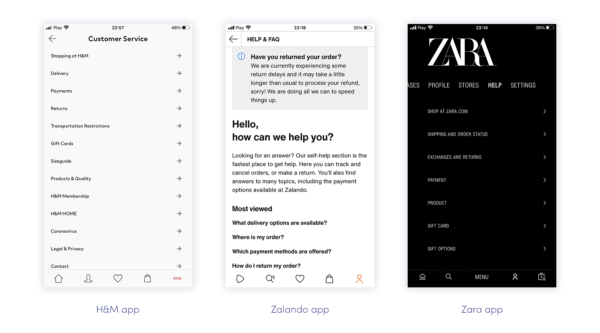 Play 22:57 49%
Customer Service
Shopping at H&M
Delivery
Payments
Returns
Transportation Restrictions
Gift Cards
Sizeguide
Products & Quality
H&M Membership
H&M HOME
Coronavirus
Legal & Privacy
Contact
H&M app
Play 23:18 35%
HELP & FAQ
Have you returned your order?
We are currently experiencing some
return delays and it may take a little
longer than usual to process your refund,
sorry! We are doing all we can to speed
things up.
Hello,
how can we help you?
Looking for an answer? Our self-help section is the
fastest place to get help. Here you can track and
cancel orders, or make a return. You'll also find
answers to many topics, including the payment
options available at Zalando.
Most viewed
What delivery options are available?
Where is my order?
Which payment methods are offered?
How do I return my order?
Zalando app
Play 23:14 39%
ZARA
ASES PROFILE STORES HELP SETTINGS
SHOP AT ZARA.COM
SHIPPING AND ORDER STATUS
EXCHANGES AND RETURNS
PAYMENT
PRODUCT
GIFT CARD
GIFT OPTIONS
MENU
Zara app